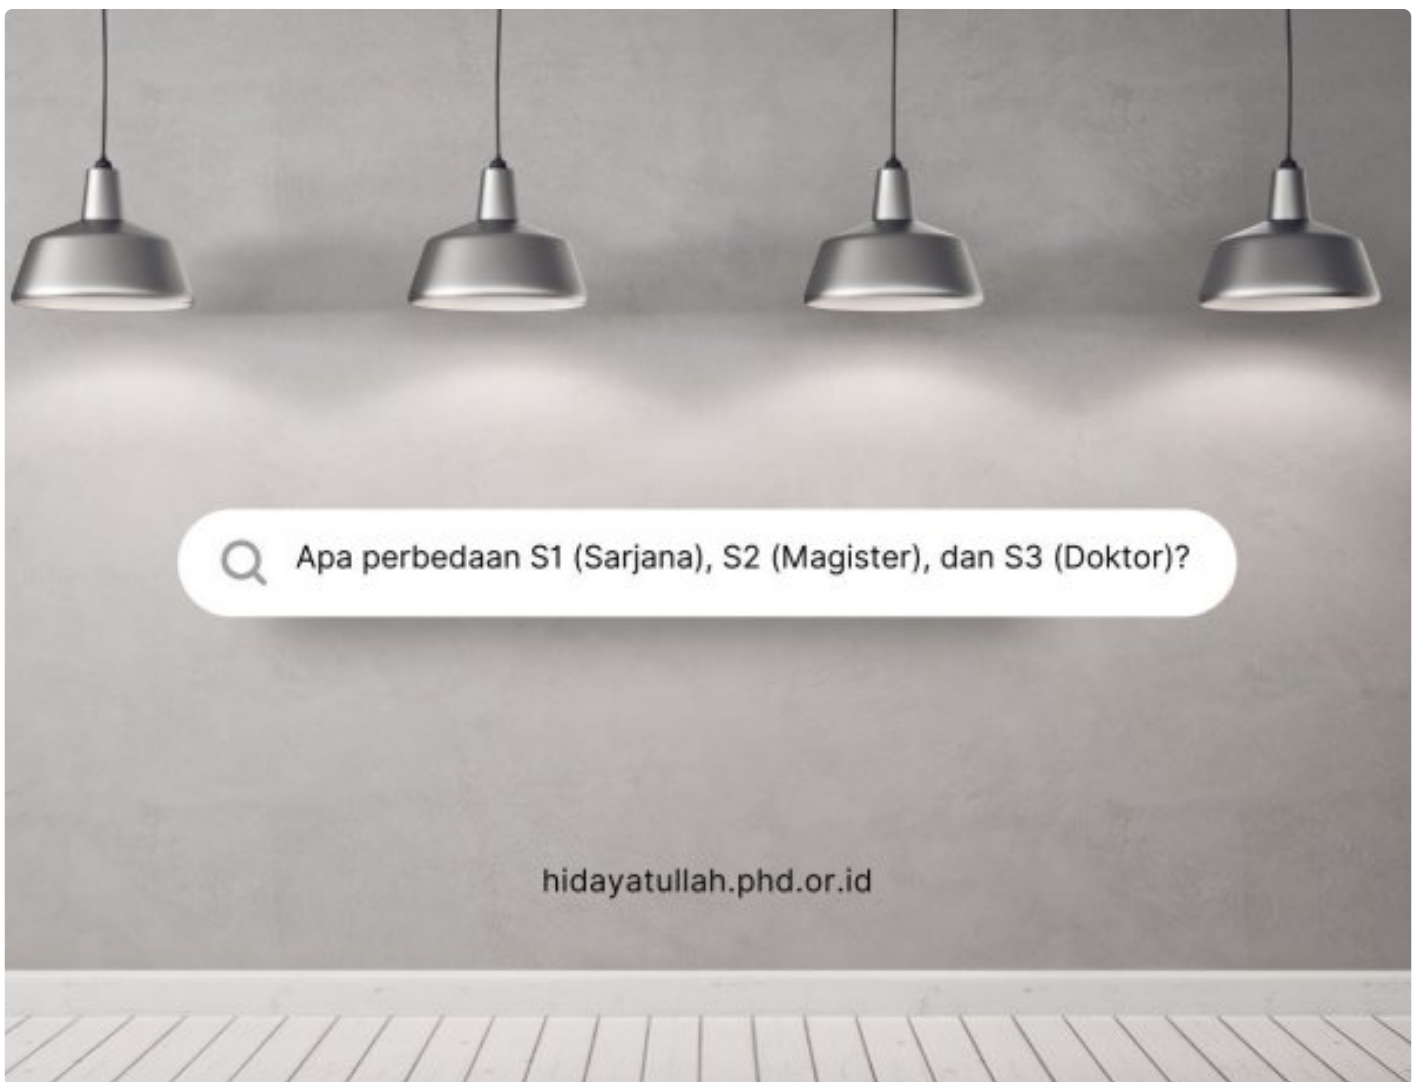 Apa perbedaan S1 (Sarjana), S2 (Magister), dan S3 (Doktor)?
hidayatullah.phd.or.id